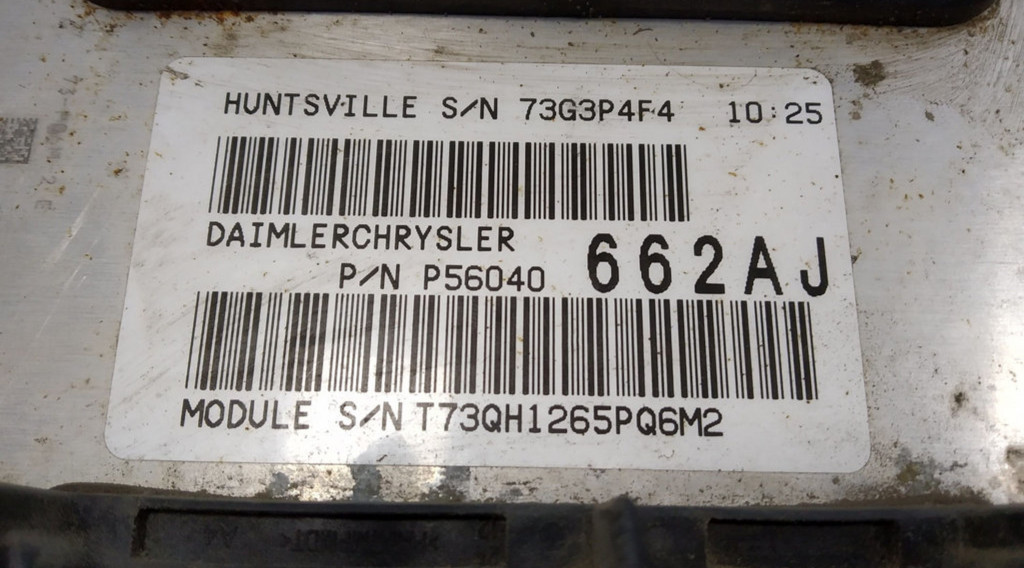 HUNTSVILLE S/N 73G3P4F4 10:25
DAIMLERCHRYSLER
P/N P56040 662AJ
MODULE S/N T73QH1265PQ6M2